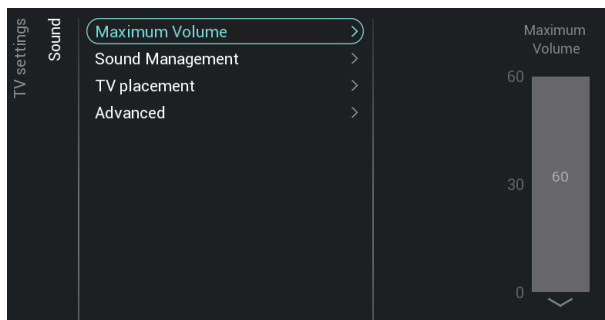 TV settings
Sound
Maximum Volume
Sound Management
TV placement
Advanced
Maximum
Volume
60
60
30
0